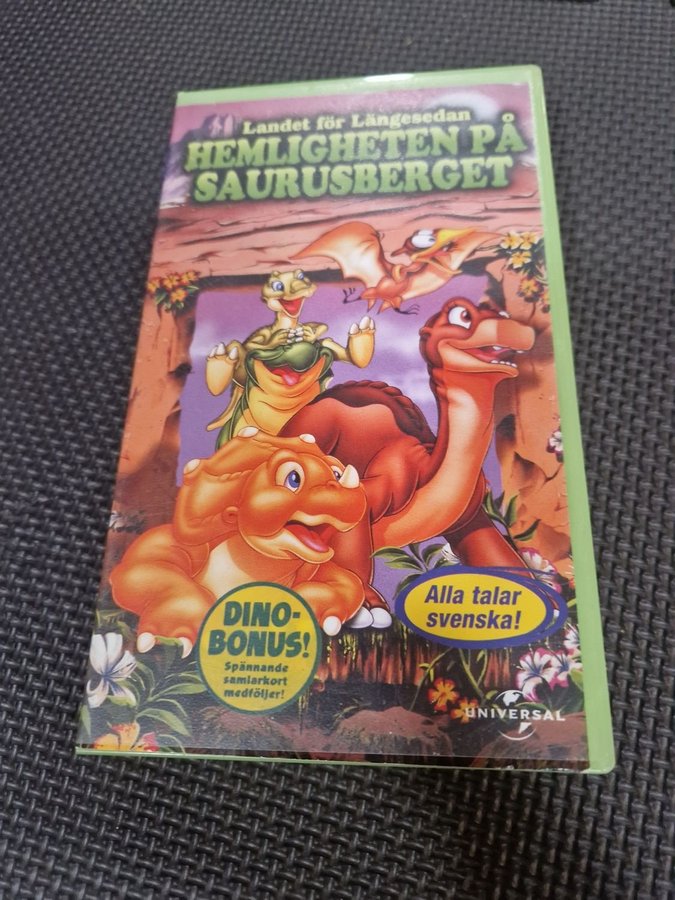 Landet för Längesedan
HEMLIGHETEN PÅ
SAURUSBERGET
DINO-
BONUS!
Spännande
samlarkort
medföljer!
Alla talar
svenska!
UNIVERSAL